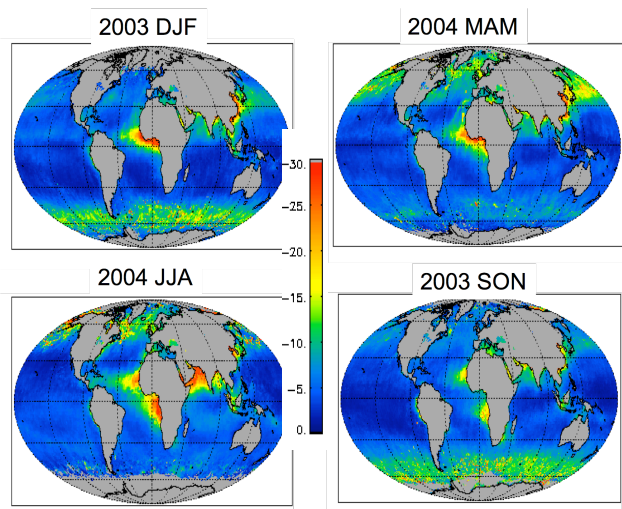 2003 DJF
2004 MAM
–30.
–25.
–20.
–15.
–10.
–5.
0.
2004 JJA
2003 SON